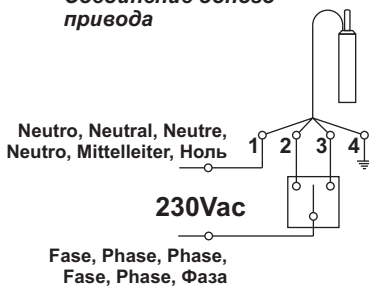 привода
Neutro, Neutral, Neutre,
Neutro, Mittelleiter, Ноль
1 2 3 4
230Vac
Fase, Phase, Phase,
Fase, Phase, Фаза